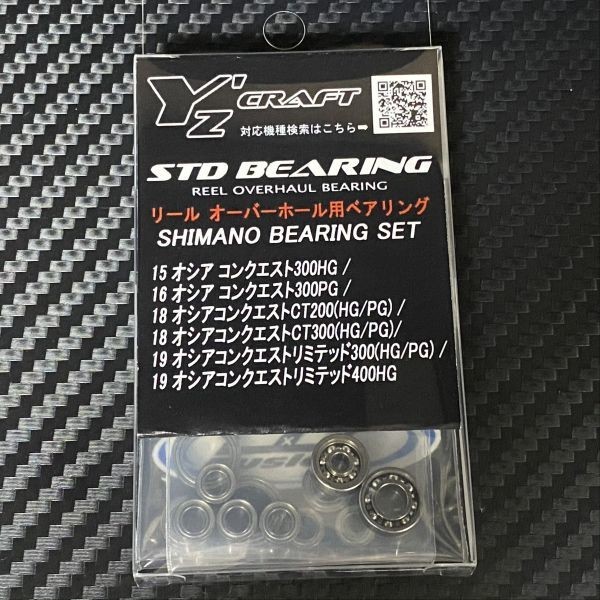 Y'z CRAFT
対応機種検索はこちら➡
STD BEARING
REEL OVERHAUL BEARING
リール オーバーホール用ベアリング
SHIMANO BEARING SET
15 オシア コンクエスト300HG /
16 オシア コンクエスト300PG /
18 オシアコンクエストCT200(HG/PG) /
18 オシアコンクエストCT300(HG/PG)/
19 オシアコンクエストリミテッド300(HG/PG) /
19 オシアコンクエストリミテッド400HG